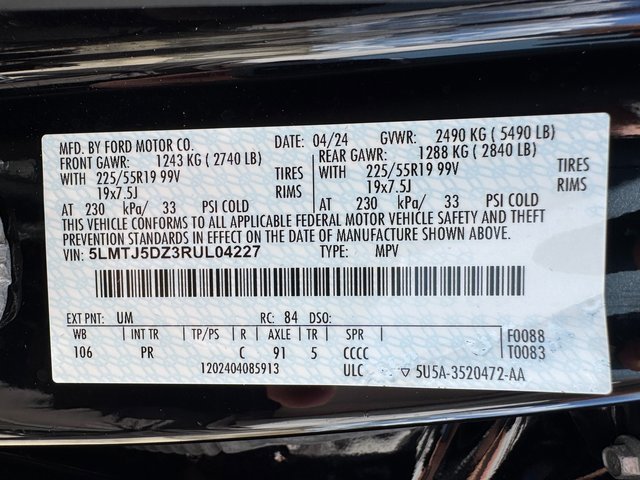 MFD. BY FORD MOTOR CO. DATE: 04/24 GVWR: 2490 KG ( 5490 LB)
FRONT GAWR: 1243 KG ( 2740 LB) REAR GAWR: 1288 KG ( 2840 LB)
WITH 225/55R19 99V TIRES WITH 225/55R19 99V TIRES
19x7.5J RIMS 19x7.5J RIMS
AT 230 kPa/ 33 PSI COLD AT 230 kPa/ 33 PSI COLD
THIS VEHICLE CONFORMS TO ALL APPLICABLE FEDERAL MOTOR VEHICLE SAFETY AND THEFT
PREVENTION STANDARDS IN EFFECT ON THE DATE OF MANUFACTURE SHOWN ABOVE.
VIN: 5LMTJ5DZ3RUL04227 TYPE: MPV
EXT PNT: UM RC: 84 DSO:
WB INT TR TP/PS R AXLE TR SPR F0088
106 PR C 91 5 CCCC T0083
1202404085913 ULC ▽ 5U5A-3520472-AA